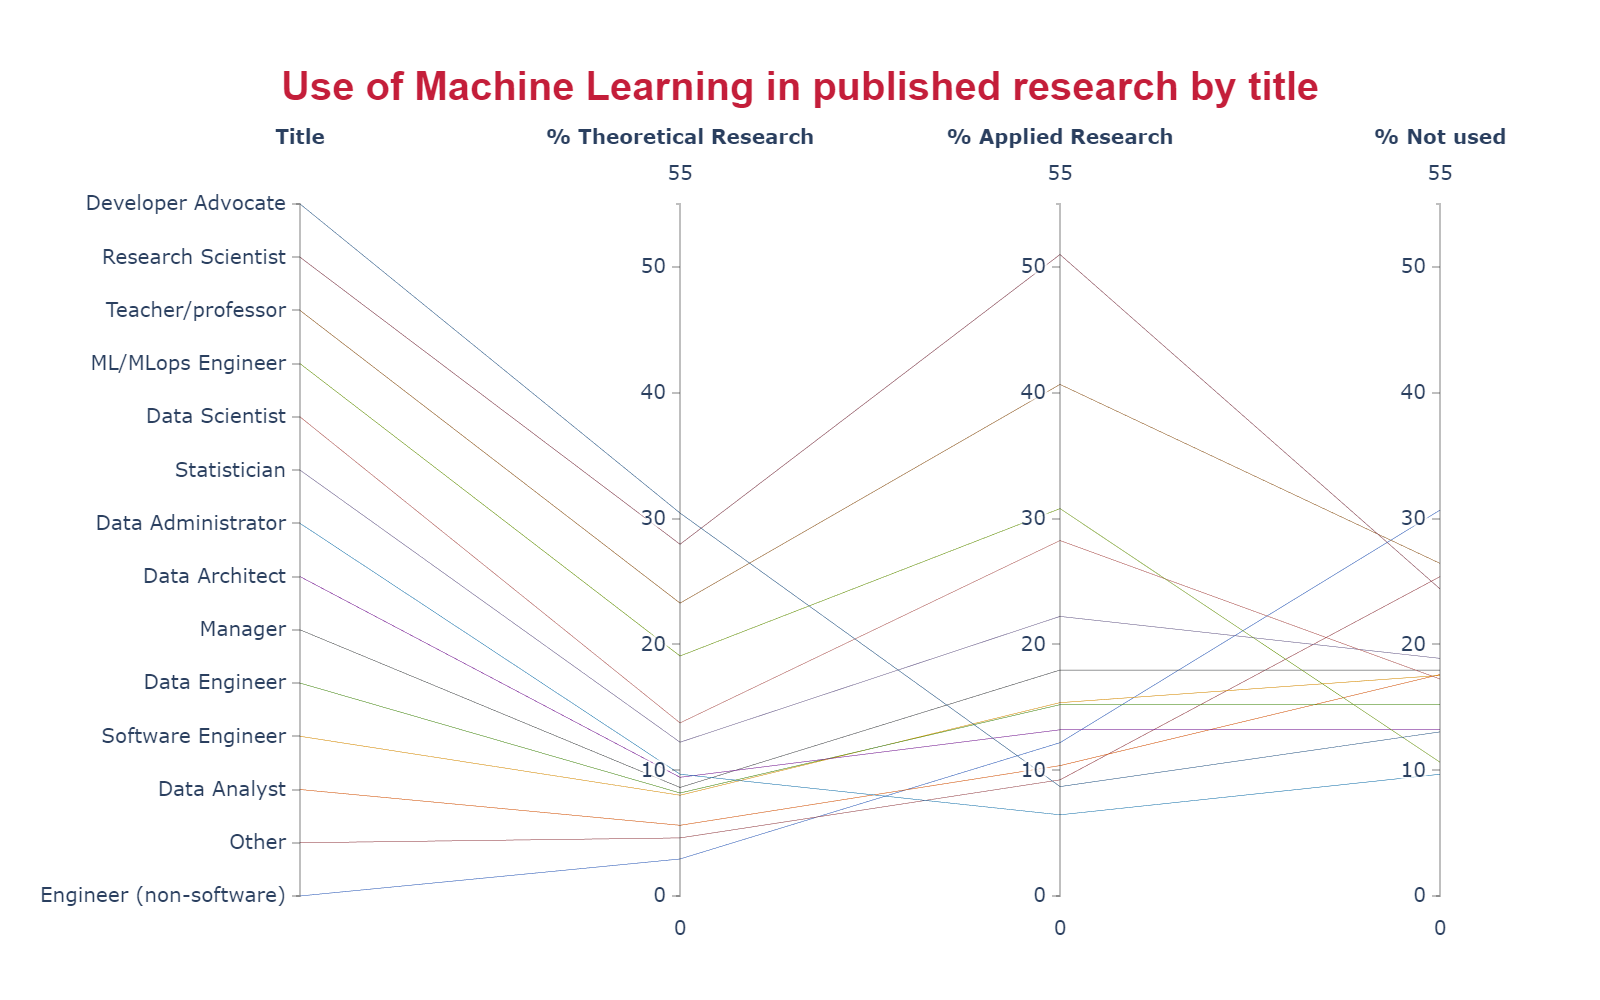 Use of Machine Learning in published research by title
Title
% Theoretical Research
% Applied Research
% Not used
55
55
55
Developer Advocate
Research Scientist
Teacher/professor
ML/MLops Engineer
Data Scientist
Statistician
Data Administrator
Data Architect
Manager
Data Engineer
Software Engineer
Data Analyst
Other
Engineer (non-software)
50
40
30
20
10
0
0
50
40
30
20
10
0
0
50
40
30
20
10
0
0